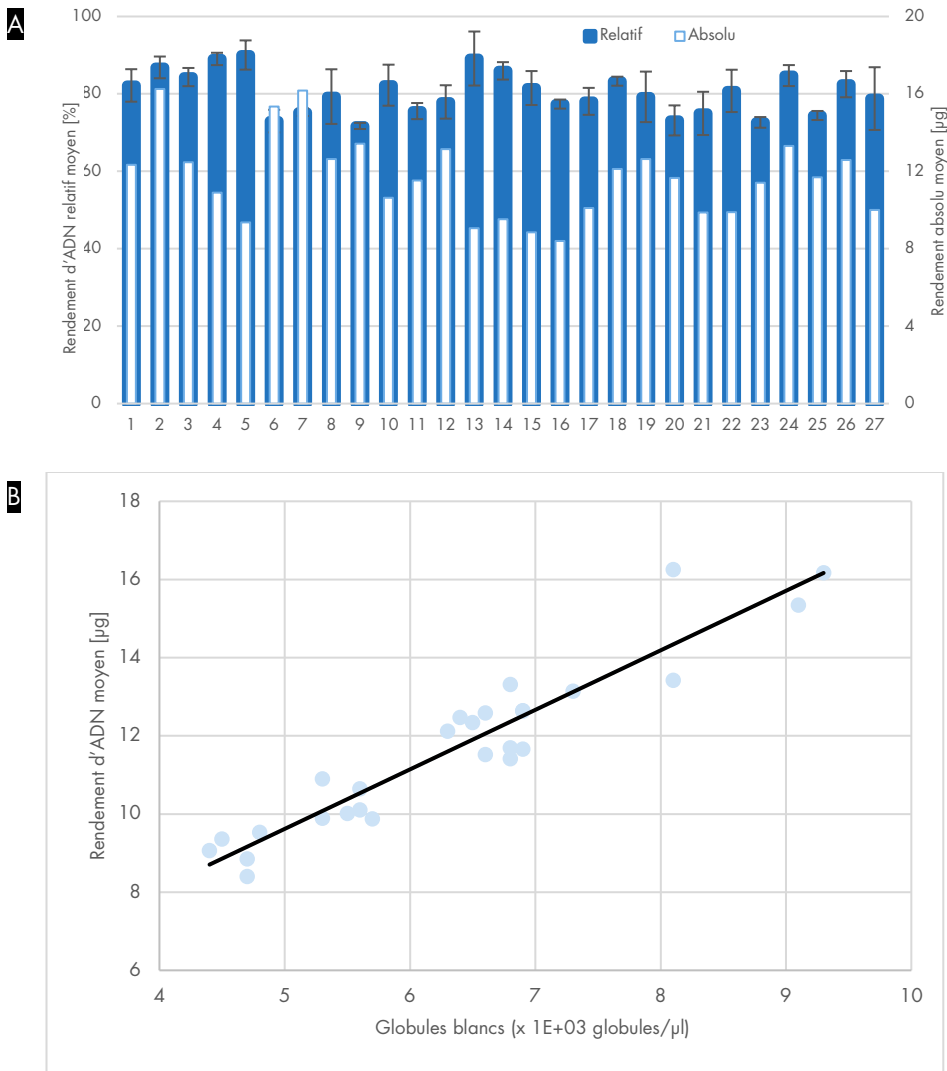 A
100
80
60
40
20
0
Rendement d'ADN relatif moyen [%]
Relatif
Absolu
20
16
12
8
4
0
Rendement absolu moyen [µg]
1 2 3 4 5 6 7 8 9 10 11 12 13 14 15 16 17 18 19 20 21 22 23 24 25 26 27
B
18
16
14
12
10
8
6
Rendement d'ADN moyen [µg]
4 5 6 7 8 9 10
Globules blancs (x 1E+03 globules/µl)